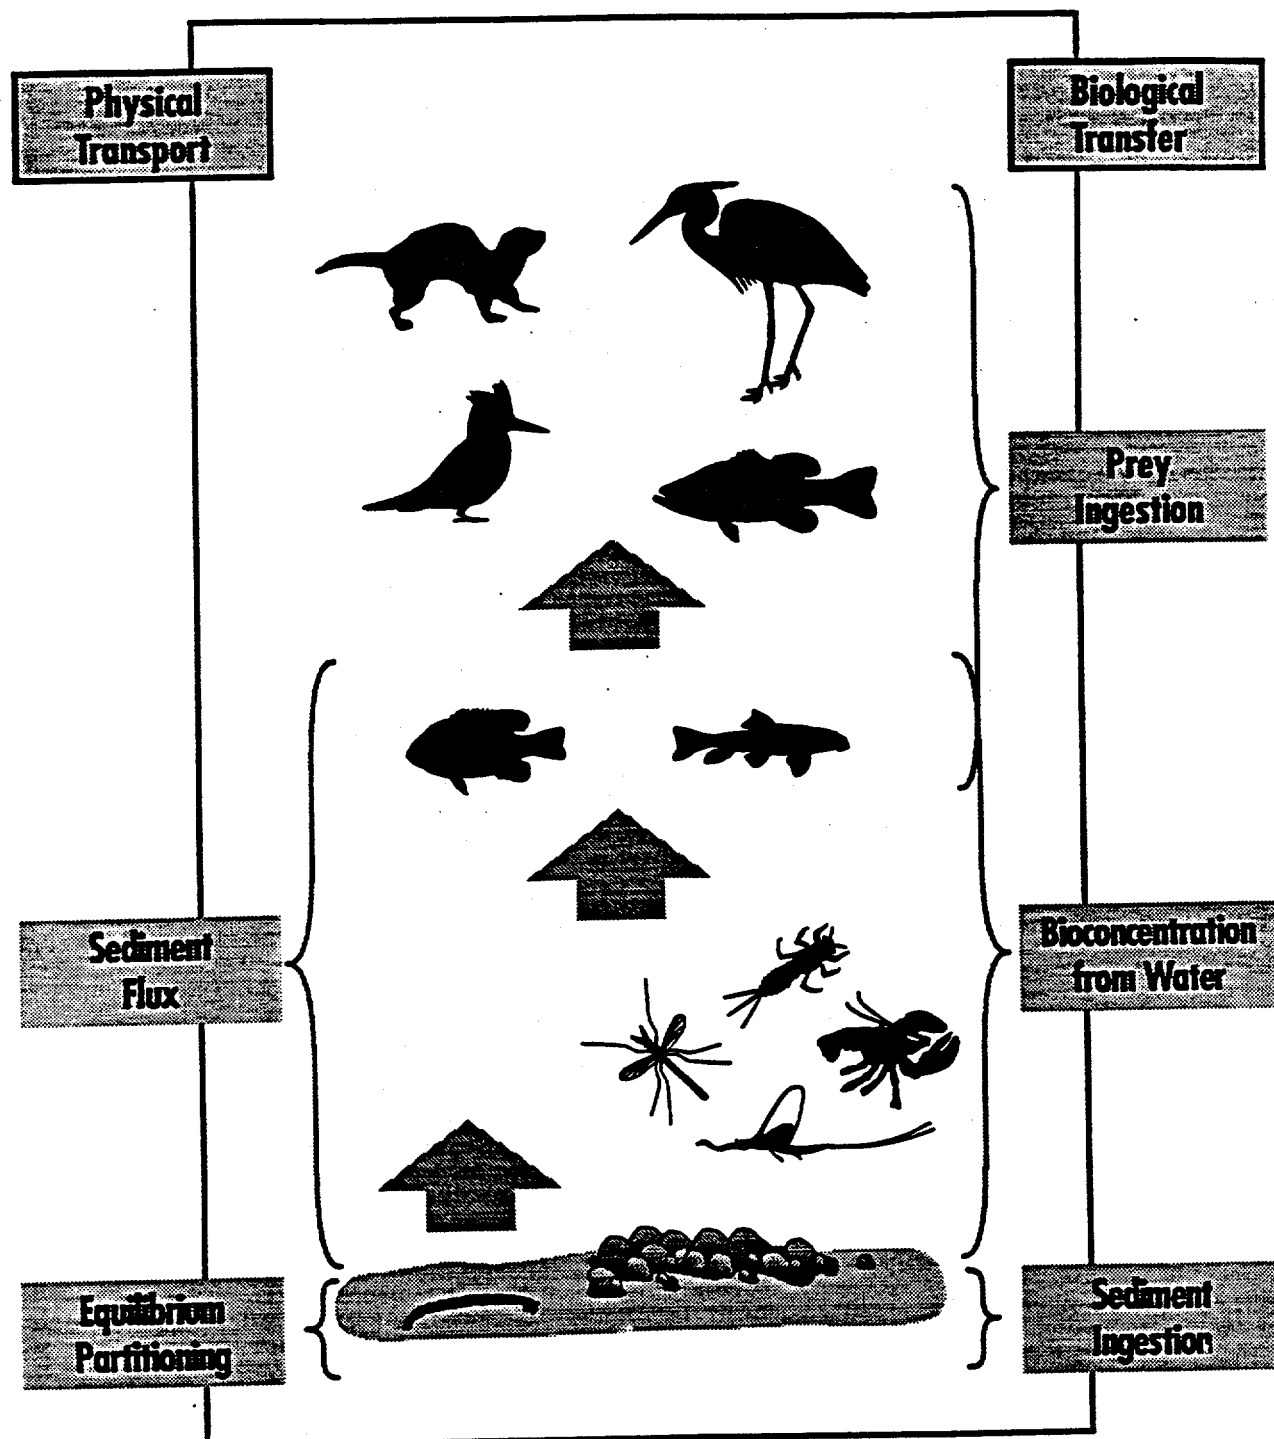 Physical
Transport
Biological
Transfer
Prey
Ingestion
Sediment
Flux
Bioconcentration
from Water
Equilibrium
Partitioning
Sediment
Ingestion